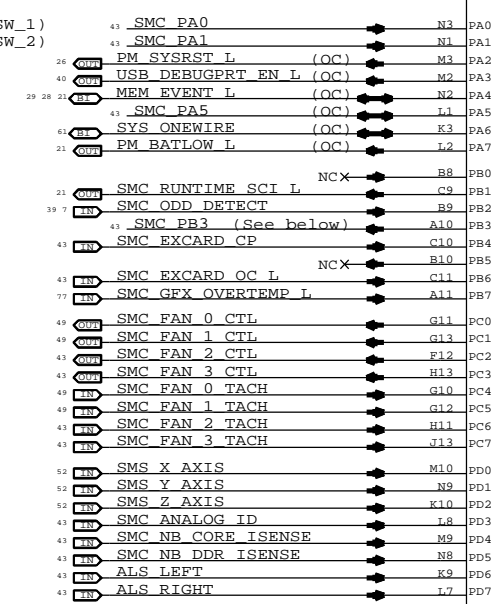 SW_1) 43 SMC_PA0 N3 PA0
SW_2) 43 SMC_PA1 N1 PA1
26 OUT PM_SYSRST_L (OC) M3 PA2
40 OUT USB_DEBUGPRT_EN_L (OC) M2 PA3
29 28 21 BI MEM_EVENT_L (OC) N2 PA4
43 SMC_PA5 L1 PA5
61 BI SYS_ONEWIRE (OC) K3 PA6
21 OUT PM_BATLOW_L (OC) L2 PA7
NC B8 PB0
21 OUT SMC_RUNTIME_SCI_L C9 PB1
39 7 IN SMC_ODD_DETECT B9 PB2
43 SMC_PB3 (See below) A10 PB3
43 IN SMC_EXCARD_CP C10 PB4
NC B10 PB5
43 IN SMC_EXCARD_OC_L C11 PB6
77 IN SMC_GFX_OVERTEMP_L A11 PB7
49 OUT SMC_FAN_0_CTL G11 PC0
49 OUT SMC_FAN_1_CTL G13 PC1
43 OUT SMC_FAN_2_CTL F12 PC2
43 OUT SMC_FAN_3_CTL H13 PC3
49 IN SMC_FAN_0_TACH G10 PC4
49 IN SMC_FAN_1_TACH G12 PC5
43 IN SMC_FAN_2_TACH H11 PC6
43 IN SMC_FAN_3_TACH J13 PC7
52 IN SMS_X_AXIS M10 PD0
52 IN SMS_Y_AXIS N9 PD1
52 IN SMS_Z_AXIS K10 PD2
43 IN SMC_ANALOG_ID L8 PD3
43 IN SMC_NB_CORE_ISENSE M9 PD4
43 IN SMC_NB_DDR_ISENSE N8 PD5
43 IN ALS_LEFT K9 PD6
43 IN ALS_RIGHT L7 PD7